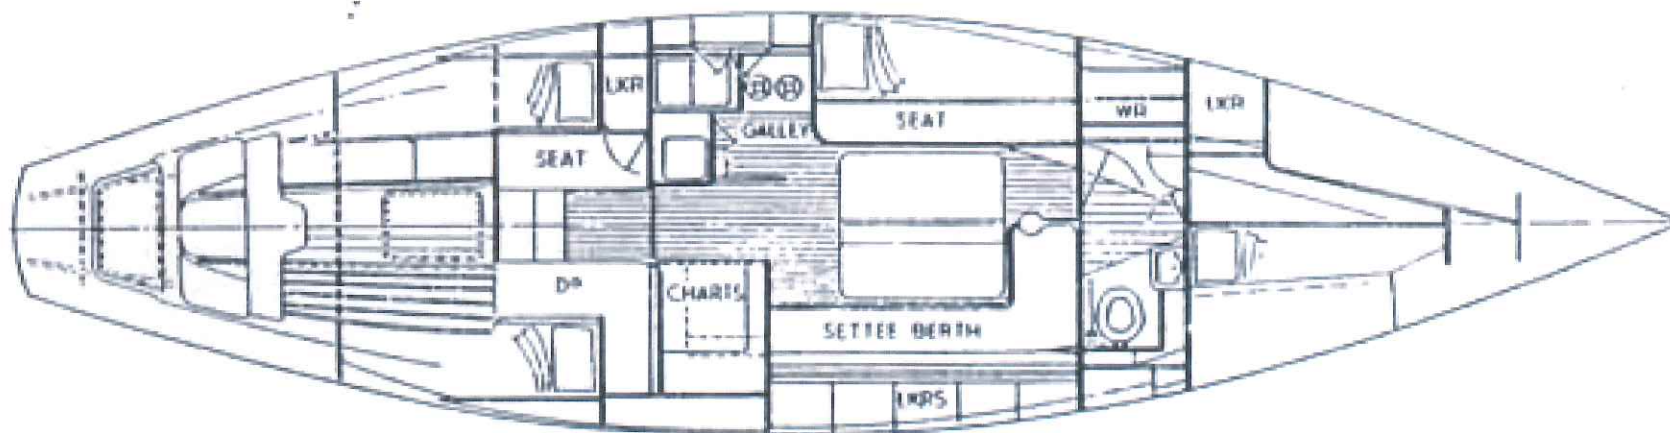 LKR
GALLEY
SEAT
WR
LKR
SEAT
Dº
CHARTS
SETTEE BERTH
LKRS